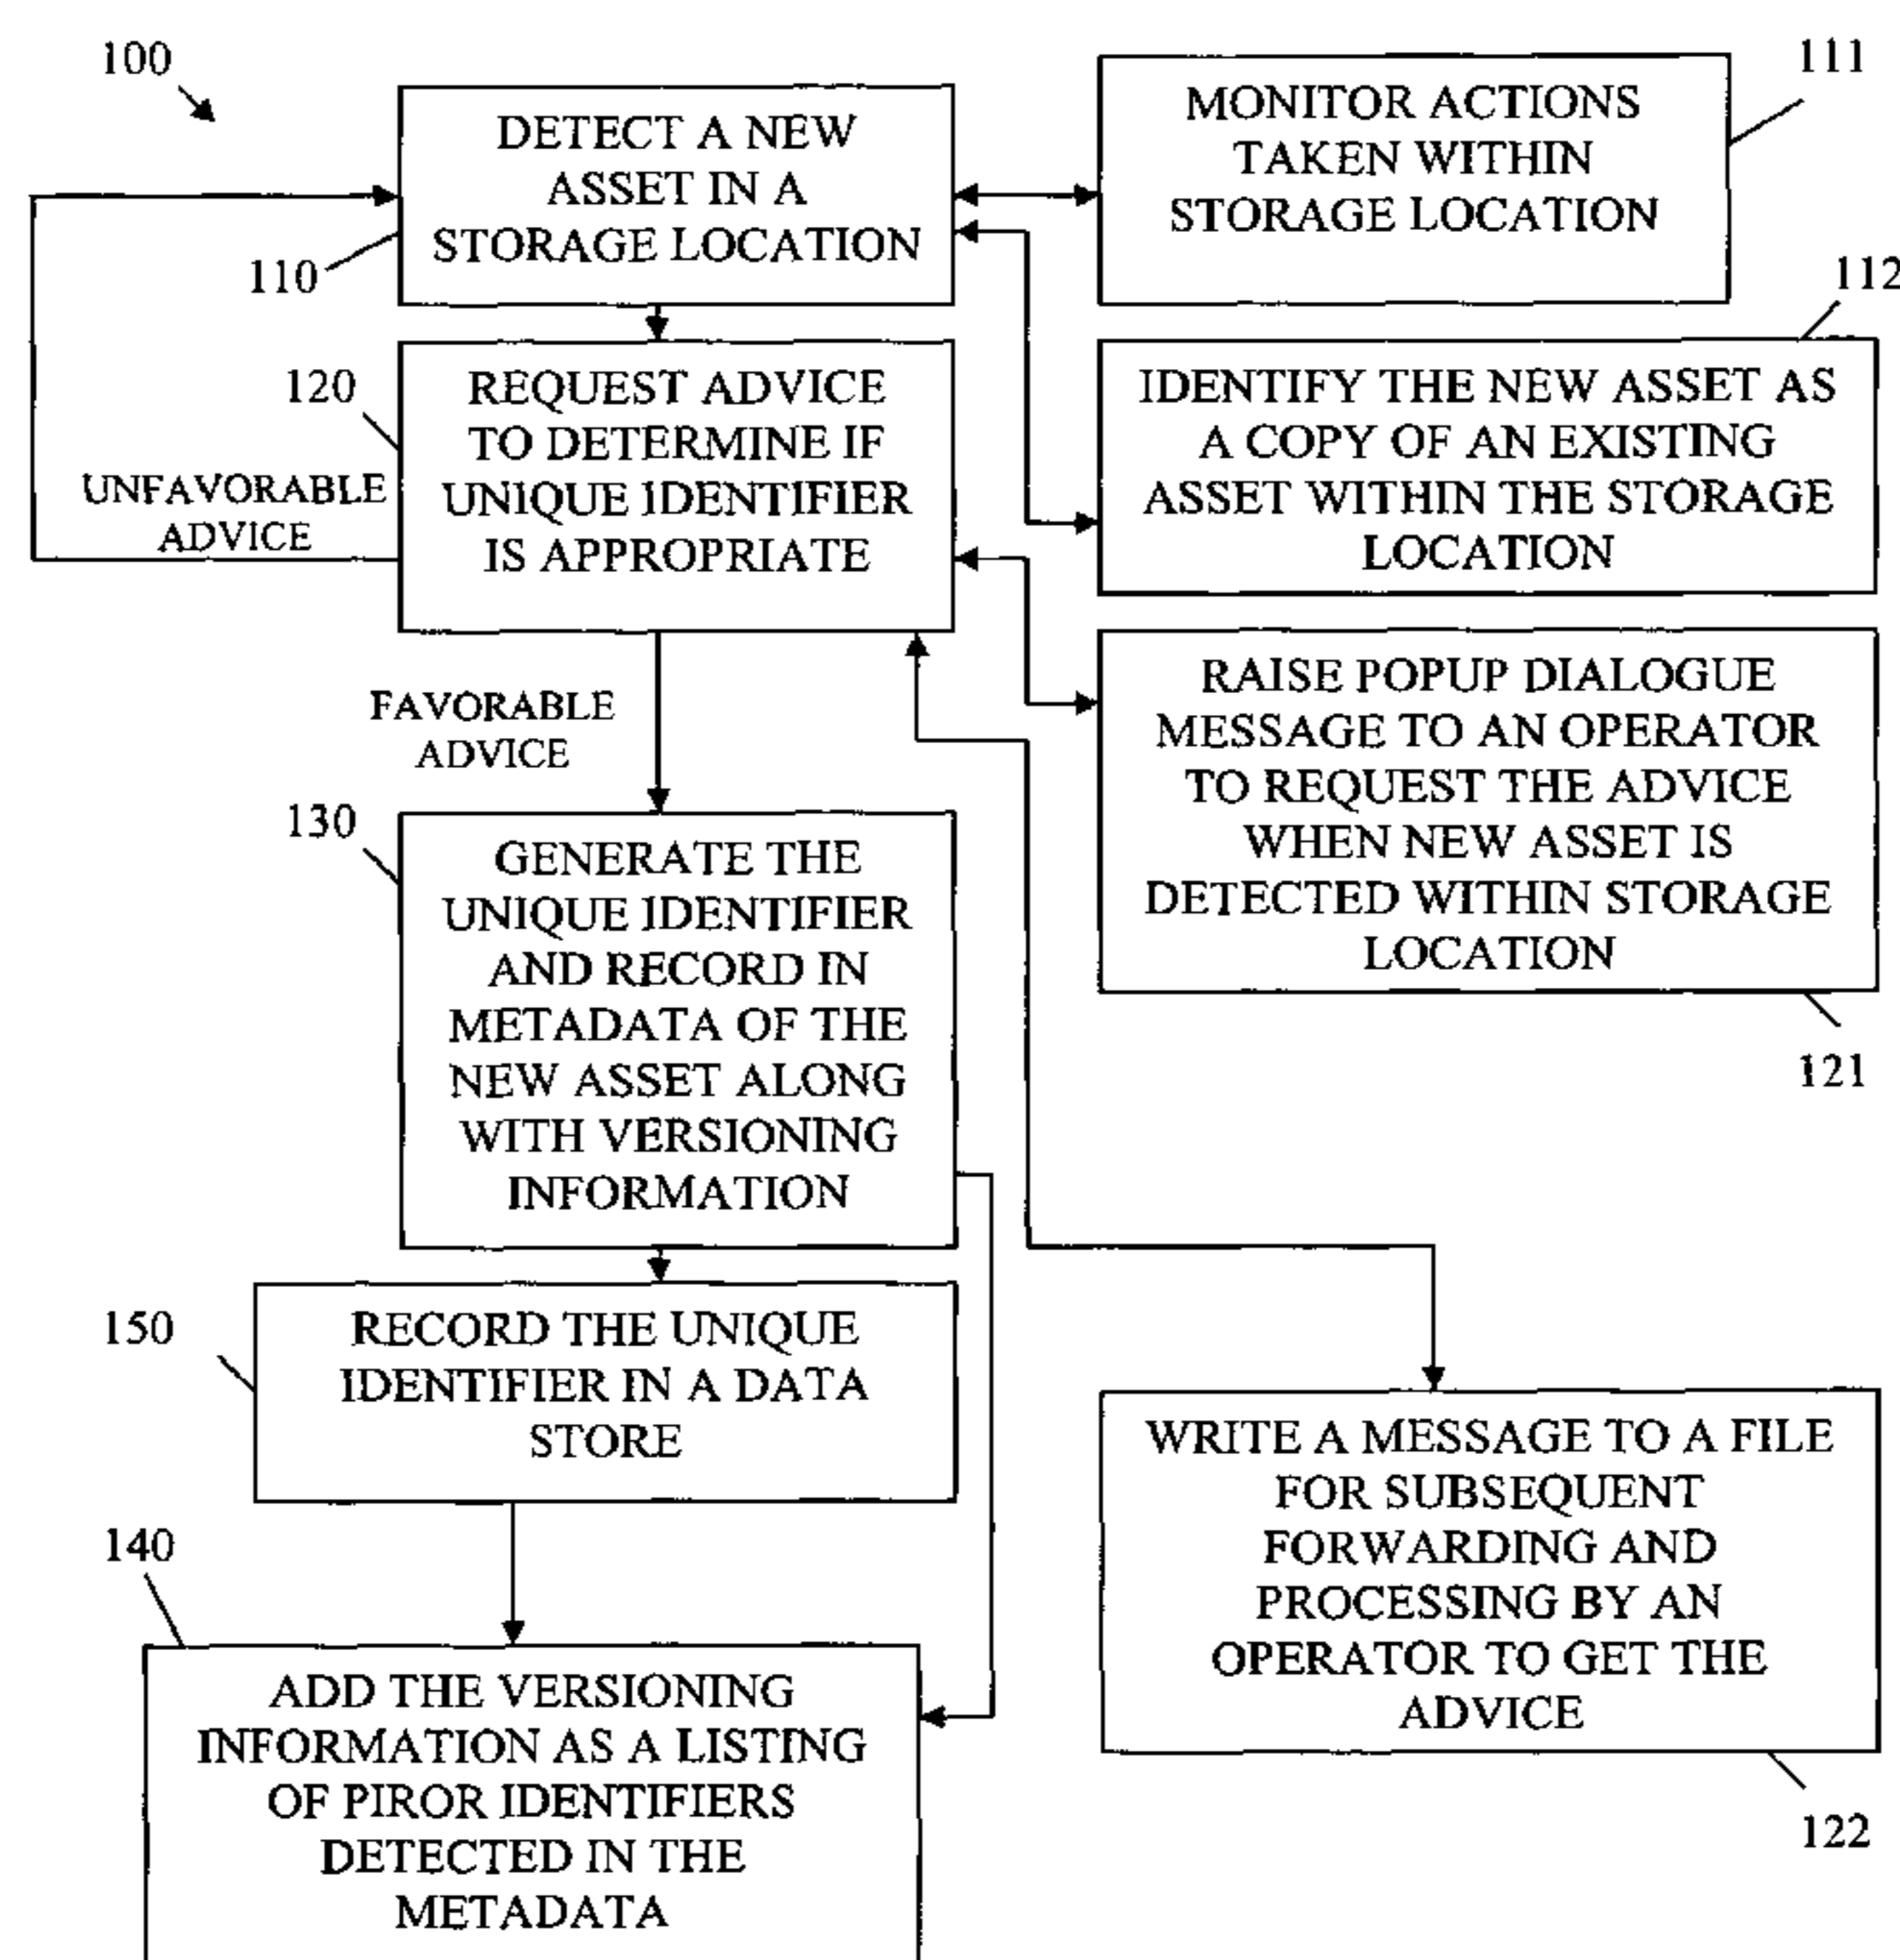 100
DETECT A NEW
ASSET IN A
STORAGE LOCATION
110
MONITOR ACTIONS
TAKEN WITHIN
STORAGE LOCATION
111
112
IDENTIFY THE NEW ASSET AS
A COPY OF AN EXISTING
ASSET WITHIN THE STORAGE
LOCATION
120
REQUEST ADVICE
TO DETERMINE IF
UNIQUE IDENTIFIER
IS APPROPRIATE
UNFAVORABLE
ADVICE
RAISE POPUP DIALOGUE
MESSAGE TO AN OPERATOR
TO REQUEST THE ADVICE
WHEN NEW ASSET IS
DETECTED WITHIN STORAGE
LOCATION
121
FAVORABLE
ADVICE
130
GENERATE THE
UNIQUE IDENTIFIER
AND RECORD IN
METADATA OF THE
NEW ASSET ALONG
WITH VERSIONING
INFORMATION
150
RECORD THE UNIQUE
IDENTIFIER IN A DATA
STORE
WRITE A MESSAGE TO A FILE
FOR SUBSEQUENT
FORWARDING AND
PROCESSING BY AN
OPERATOR TO GET THE
ADVICE
122
140
ADD THE VERSIONING
INFORMATION AS A LISTING
OF PIROR IDENTIFIERS
DETECTED IN THE
METADATA